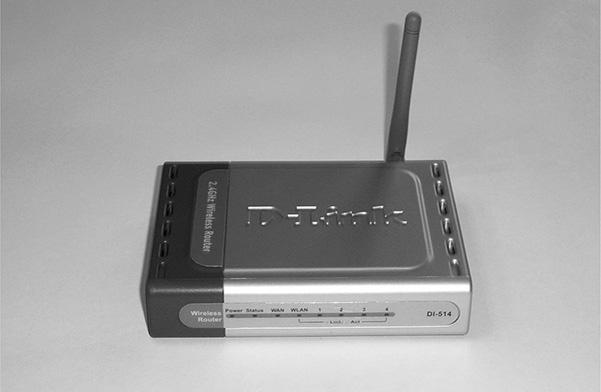 D-Link
2.4GHz Wireless Router
Wireless
Router
Power Status WAN WLAN 1 2 3 4
Link Act
DI-514